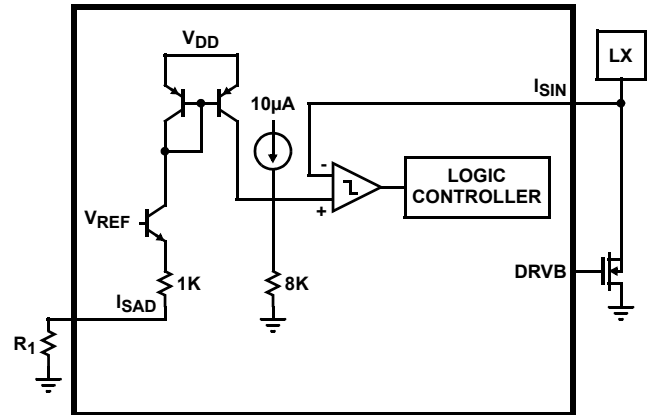 VDD
LX
ISIN
10µA
-
+
LOGIC
CONTROLLER
VREF
DRVB
1K
8K
ISAD
R1